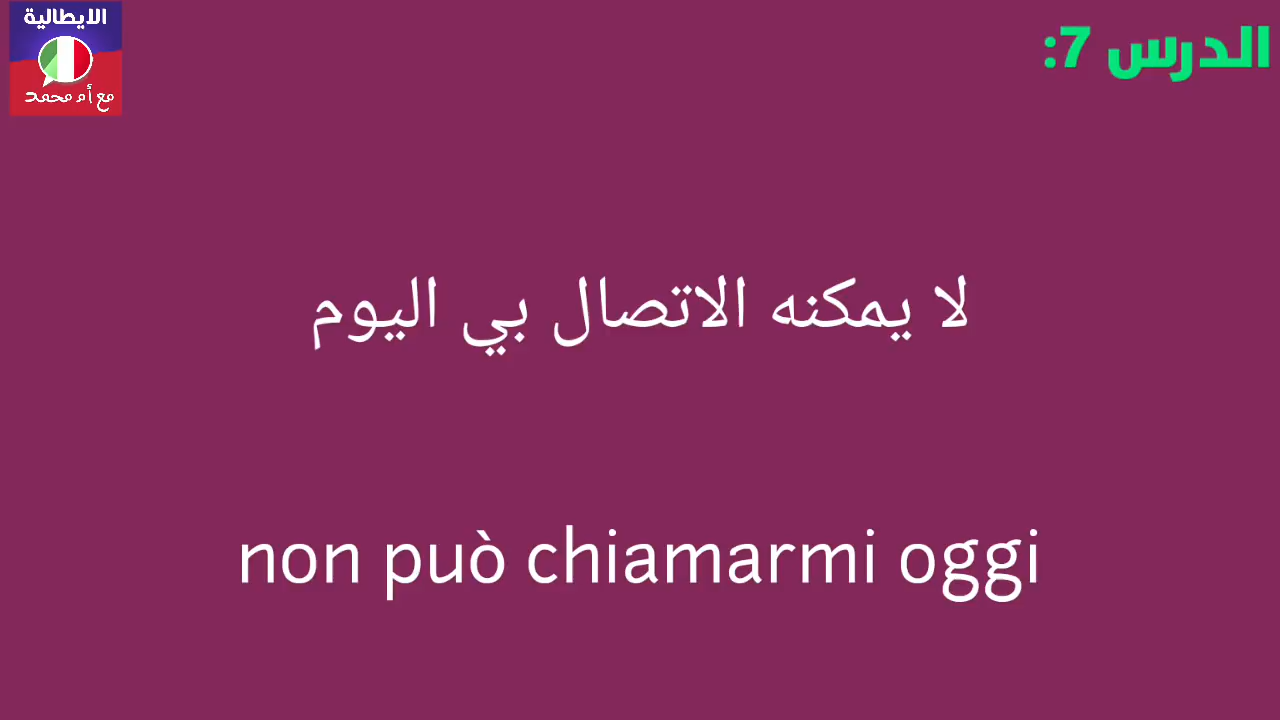 الايطالية
مع أم محمد
الدرس 7:
لا يمكنه الاتصال بي اليوم
non può chiamarmi oggi